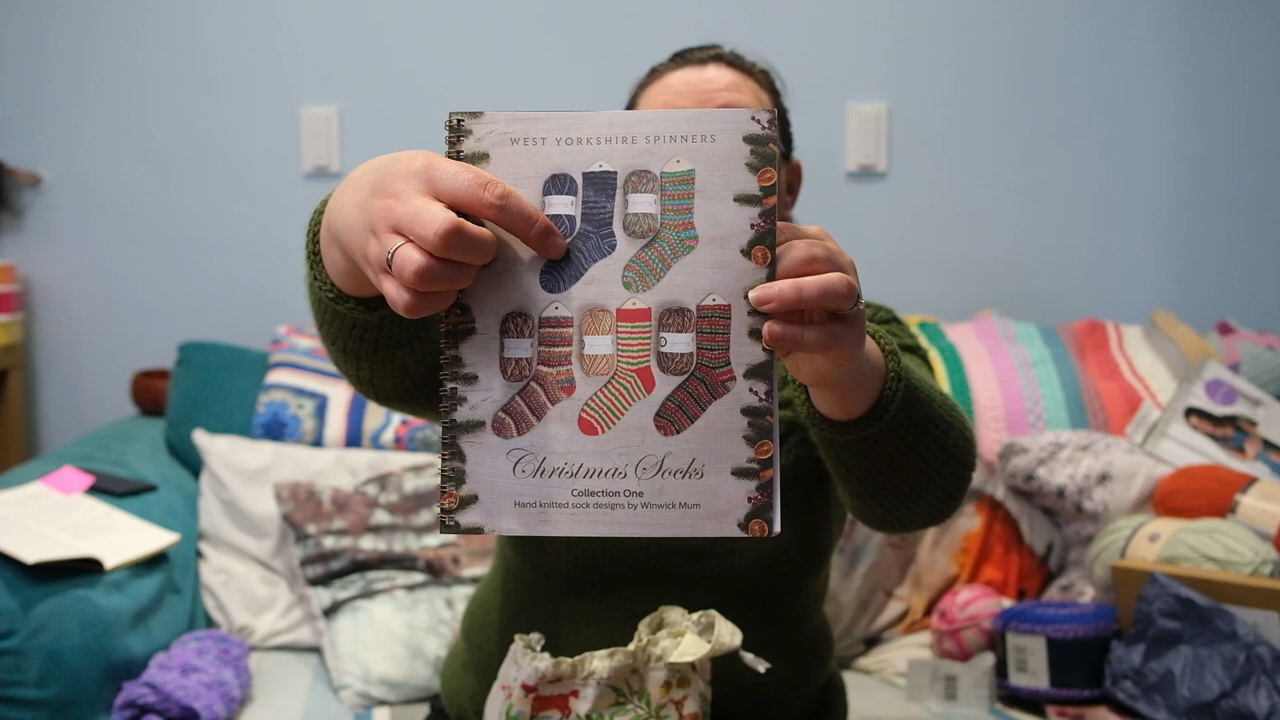 WEST YORKSHIRE SPINNERS
Christmas Socks
Collection One
Hand knitted sock designs by Winwick Mum